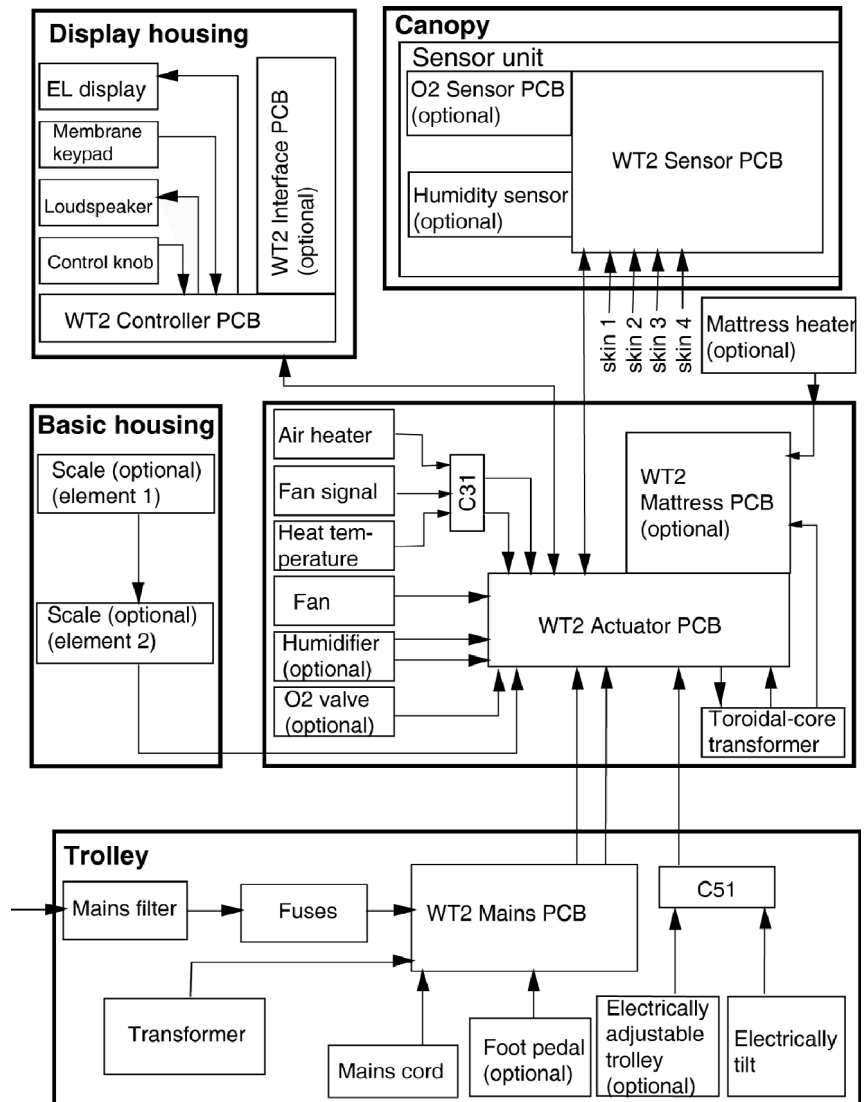 Display housing
EL display
Membrane
keypad
Loudspeaker
Control knob
WT2 Interface PCB
(optional)
WT2 Controller PCB
Canopy
Sensor unit
O2 Sensor PCB
(optional)
Humidity sensor
(optional)
WT2 Sensor PCB
skin 1
skin 2
skin 3
skin 4
Mattress heater
(optional)
Basic housing
Scale (optional)
(element 1)
Scale (optional)
(element 2)
Air heater
Fan signal
Heat tem-
perature
C31
Fan
Humidifier
(optional)
O2 valve
(optional)
WT2
Mattress PCB
(optional)
WT2 Actuator PCB
Toroidal-core
transformer
Trolley
Mains filter
Fuses
WT2 Mains PCB
C51
Transformer
Mains cord
Foot pedal
(optional)
Electrically
adjustable
trolley
(optional)
Electrically
tilt